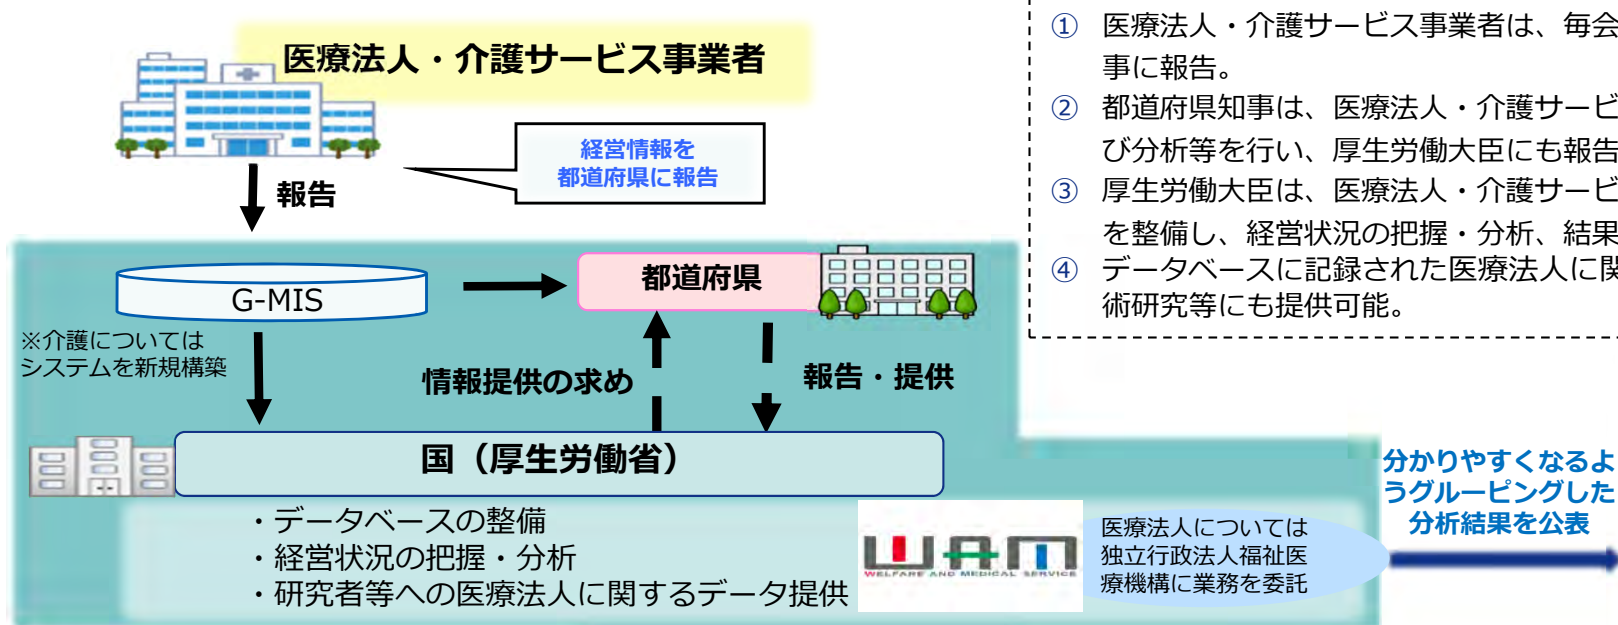 医療法人・介護サービス事業者
経営情報を
都道府県に報告
報告
G-MIS
都道府県
※介護については
システムを新規構築
情報提供の求め
報告・提供
国（厚生労働省）
・データベースの整備
・経営状況の把握・分析
・研究者等への医療法人に関するデータ提供
WAM
WELFARE AND MEDICAL SERVICE
医療法人については
独立行政法人福祉医
療機構に業務を委託
分かりやすくなるよ
うグルーピングした
分析結果を公表
① 医療法人・介護サービス事業者は、毎会
事に報告。
② 都道府県知事は、医療法人・介護サービ
び分析等を行い、厚生労働大臣にも報告
③ 厚生労働大臣は、医療法人・介護サービ
を整備し、経営状況の把握・分析、結果
④ データベースに記録された医療法人に関
術研究等にも提供可能。